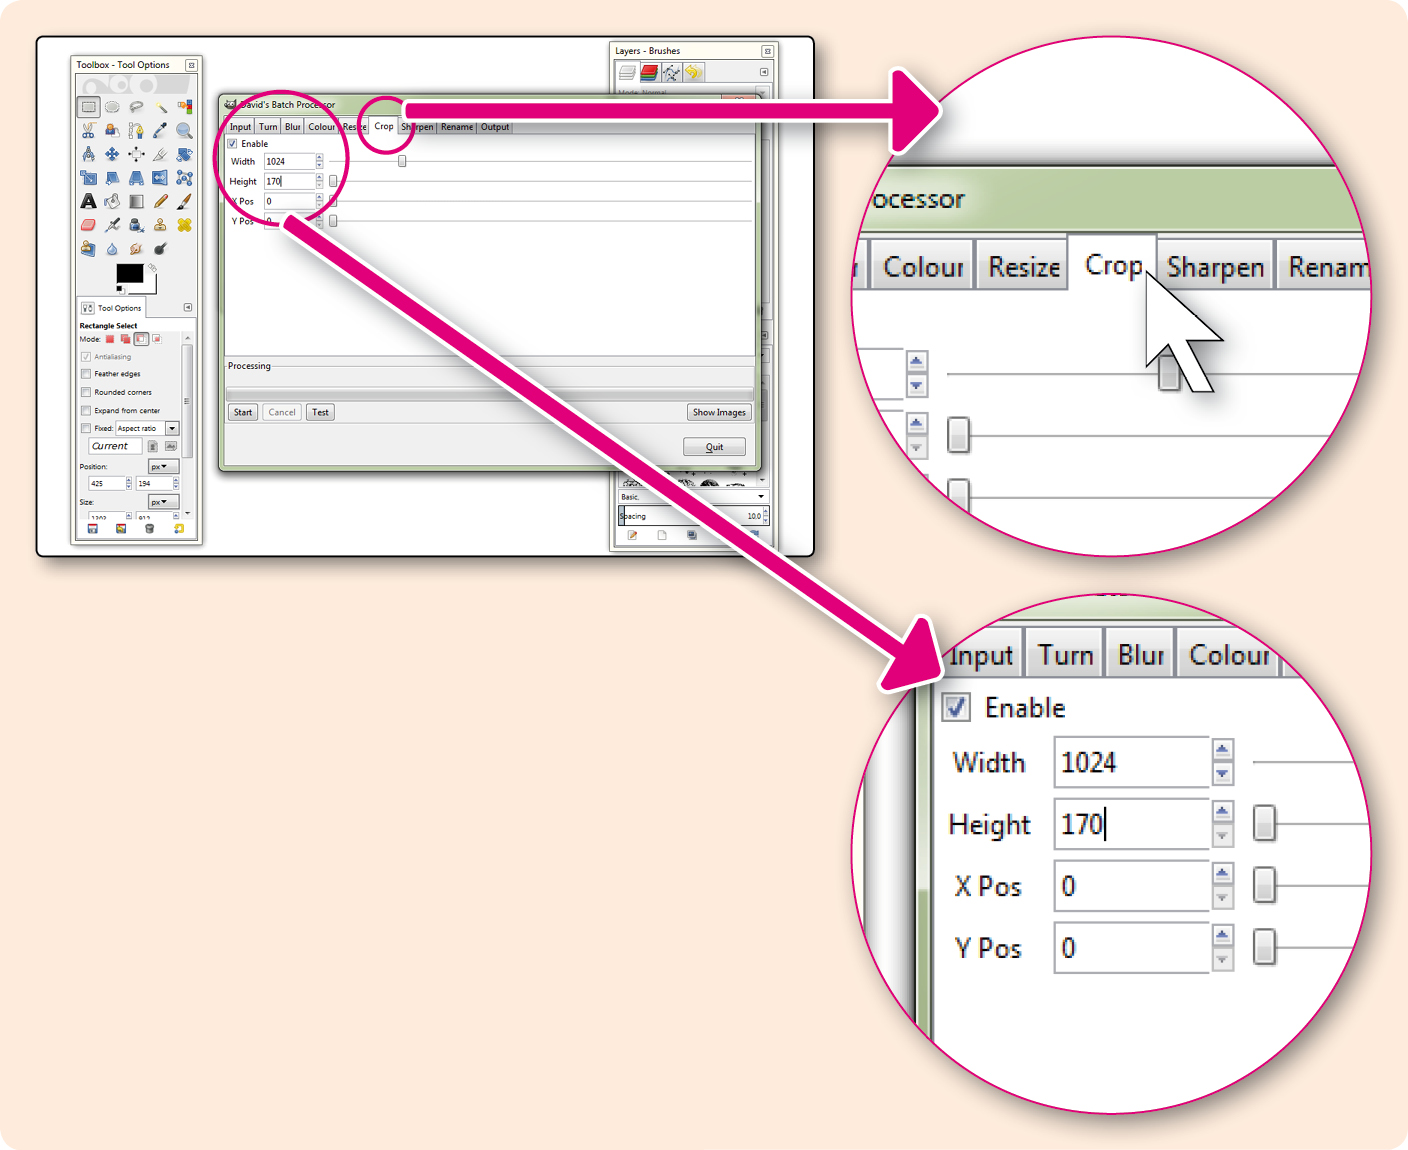 Toolbox - Tool Options
Tool Options
Rectangle Select
Mode:
Antialiasing
Feather edges
Rounded corners
Expand from center
Fixed: Aspect ratio
Current
Position:
px
425 194
Size:
px
David's Batch Processor
Input Turn Blur Colour Resize Crop Sharpen Rename Output
Enable
Width 1024
Height 170
X Pos 0
Y Pos 0
Processing
Start Cancel Test Show Images
Quit
Layers - Brushes
Mode: Normal
Basic,
Spacing 10.0
ocessor
Colour Resize Crop Sharpen Renam
Input Turn Blur Colour
Enable
Width 1024
Height 170
X Pos 0
Y Pos 0